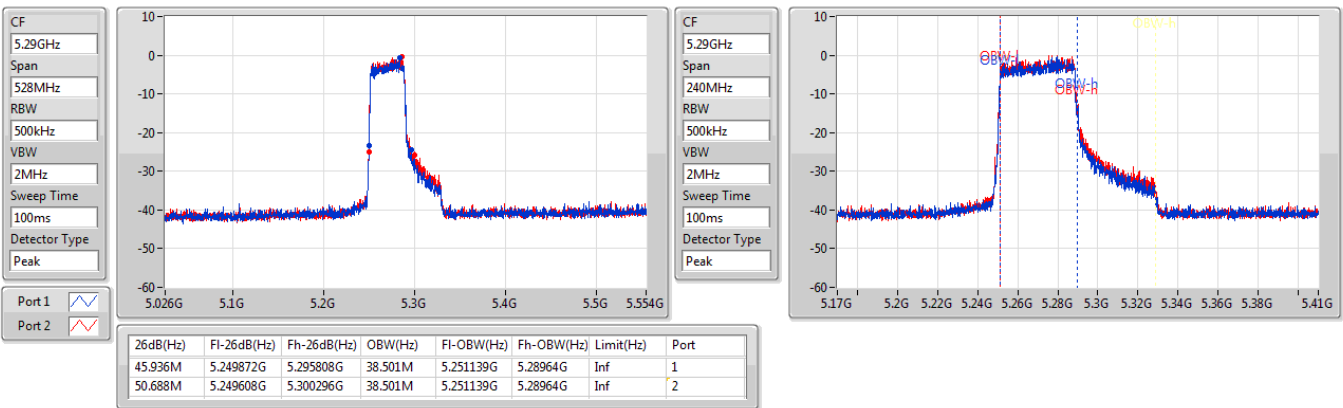 CF
5.29GHz
Span
528MHz
RBW
500kHz
VBW
2MHz
Sweep Time
100ms
Detector Type
Peak
Port 1
Port 2
10
0
-10
-20
-30
-40
-50
-60
5.026G 5.1G 5.2G 5.3G 5.4G 5.5G 5.554G
CF
5.29GHz
Span
240MHz
RBW
500kHz
VBW
2MHz
Sweep Time
100ms
Detector Type
Peak
10
0
-10
-20
-30
-40
-50
-60
OBW-h
OBW-l
OBW-l
OBW-h
OBW-h
5.17G 5.2G 5.22G 5.24G 5.26G 5.28G 5.3G 5.32G 5.34G 5.36G 5.38G 5.41G
26dB(Hz) Fl-26dB(Hz) Fh-26dB(Hz) OBW(Hz) Fl-OBW(Hz) Fh-OBW(Hz) Limit(Hz) Port
45.936M 5.249872G 5.295808G 38.501M 5.251139G 5.28964G Inf 1
50.688M 5.249608G 5.300296G 38.501M 5.251139G 5.28964G Inf 2